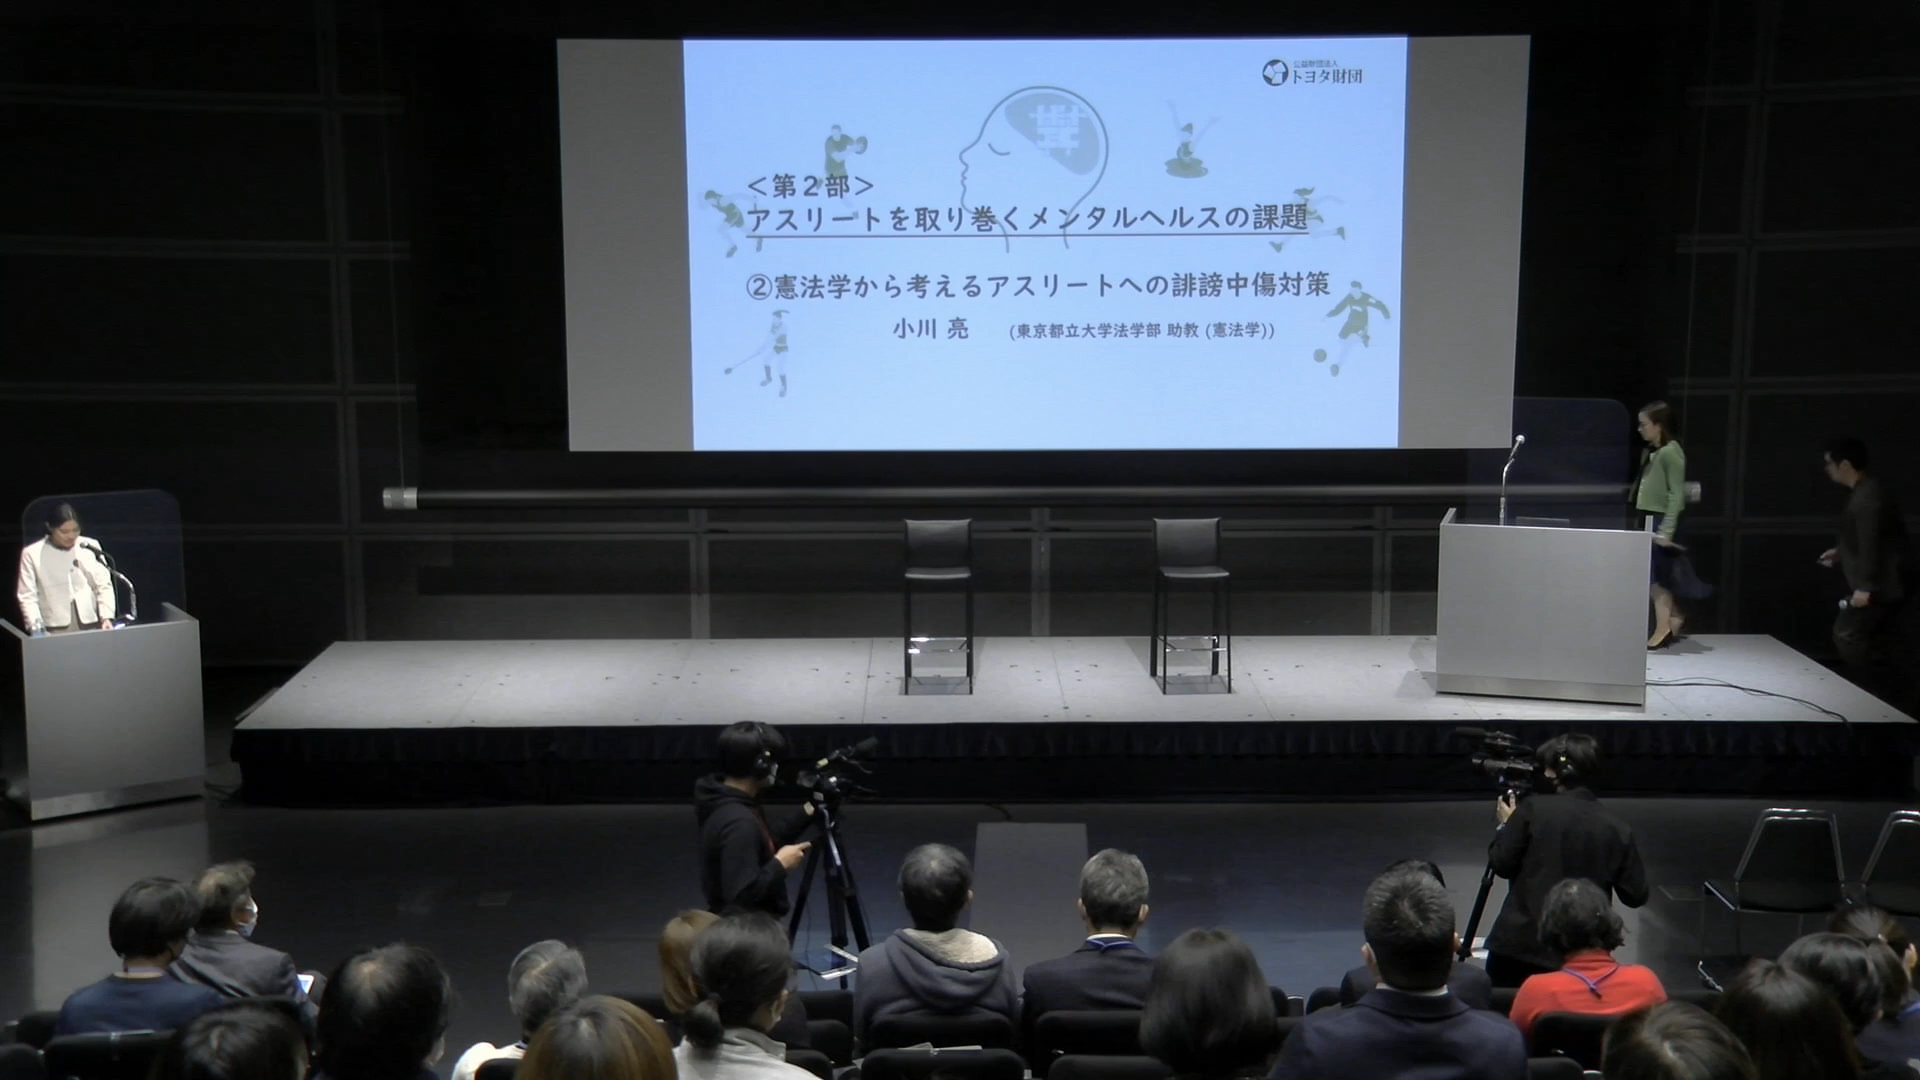 公益財団法人
トヨタ財団
＜第２部＞
アスリートを取り巻くメンタルヘルスの課題
②憲法学から考えるアスリートへの誹謗中傷対策
小川 亮 (東京都立大学法学部 助教 (憲法学))